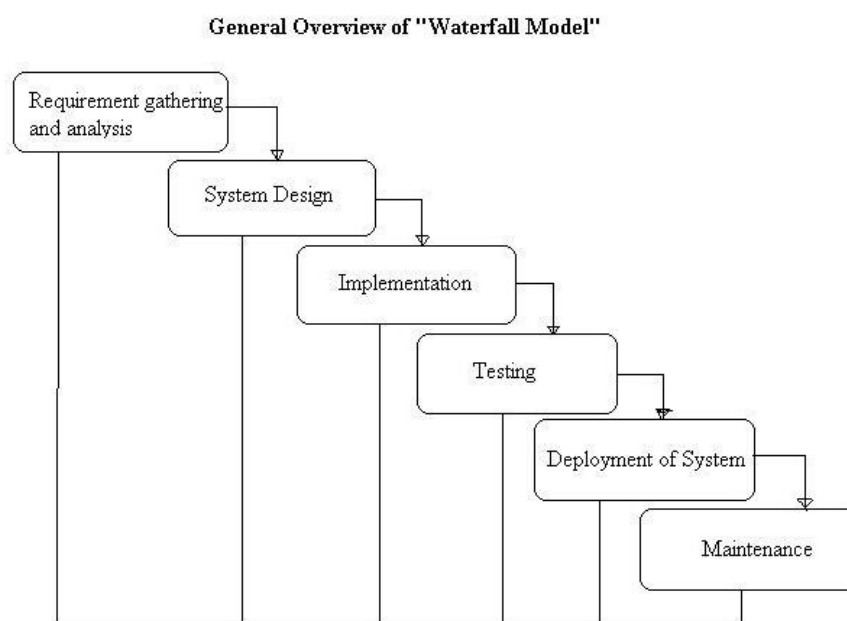 General Overview of "Waterfall Model"
Requirement gathering
and analysis
System Design
Implementation
Testing
Deployment of System
Maintenance